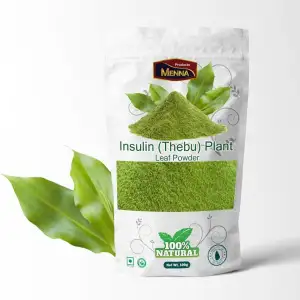 Products
MENNA
Insulin (Thebu) Plant
Leaf Powder
100%
NATURAL
Net Wt. 100g